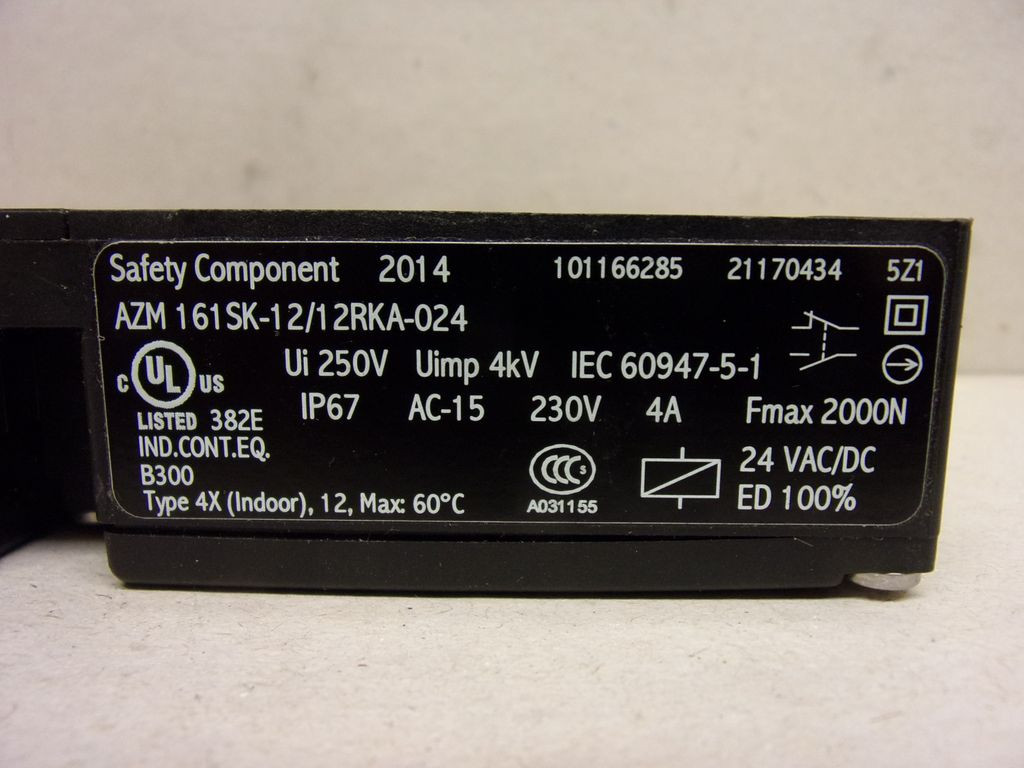 Safety Component 2014 101166285 21170434 5Z1
AZM 161SK-12/12RKA-024
Ui 250V Uimp 4kV IEC 60947-5-1
C UL US
IP67 AC-15 230V 4A Fmax 2000N
LISTED 382E
IND.CONT.EQ.
B300
Type 4X (Indoor), 12, Max: 60°C
CCC S
A031155
24 VAC/DC
ED 100%